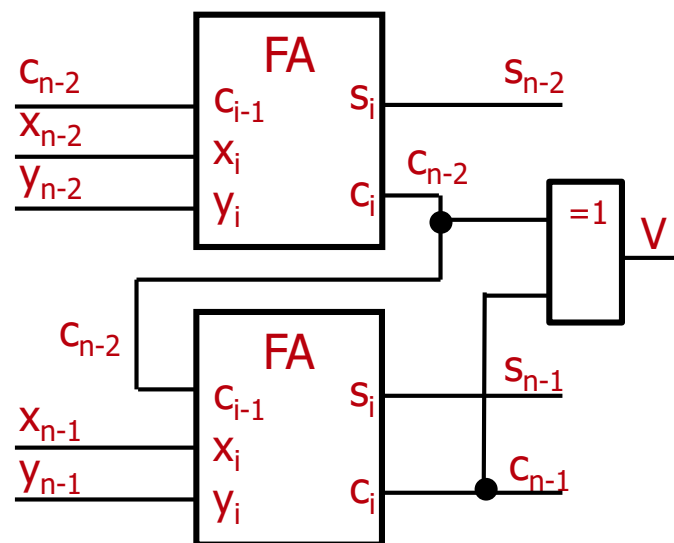 FA
c_{n-2}
x_{n-2}
y_{n-2}
c_{i-1}
x_i
y_i
s_i
c_i
s_{n-2}
c_{n-2}
=1
V
c_{n-2}
FA
x_{n-1}
y_{n-1}
c_{i-1}
x_i
y_i
s_i
c_i
s_{n-1}
c_{n-1}